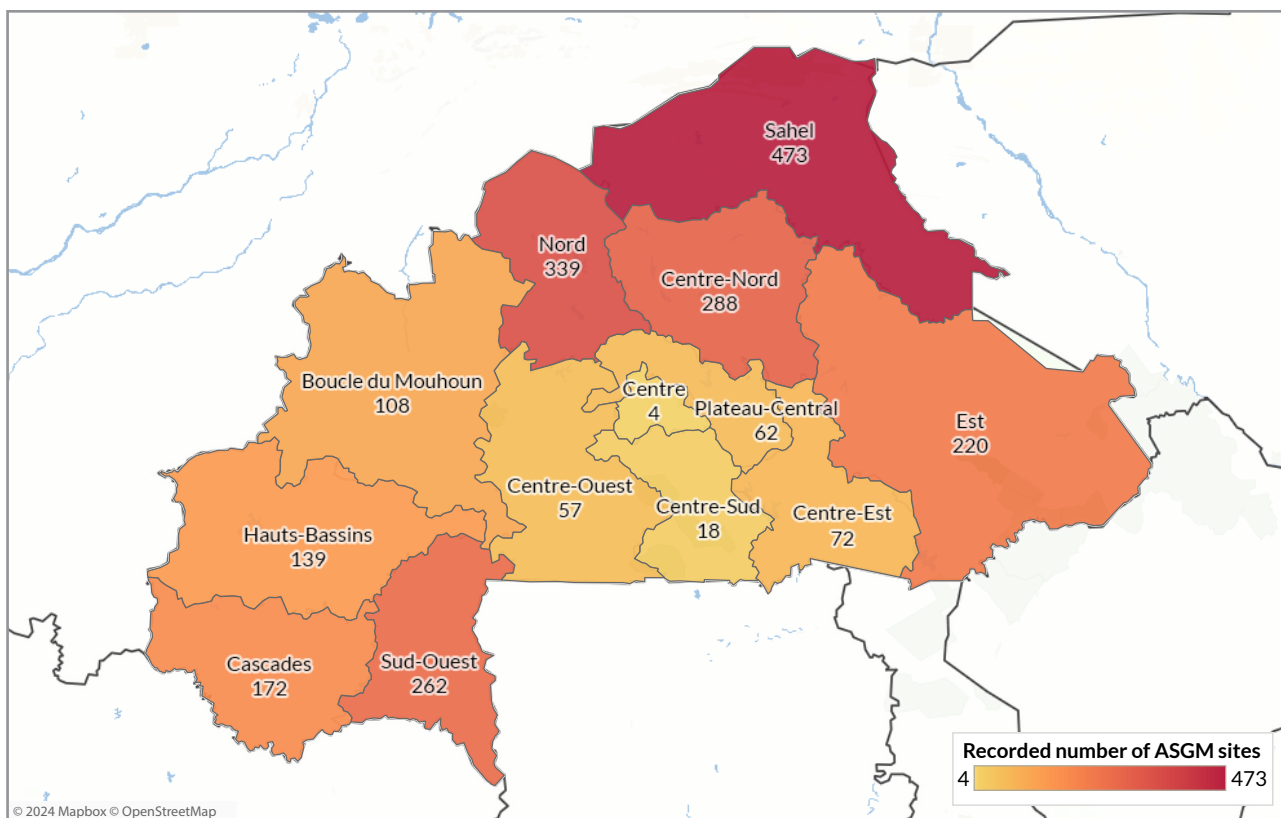 Sahel
473
Nord
339
Centre-Nord
288
Boucle du Mouhoun
108
Centre
4
Plateau-Central
62
Est
220
Centre-Ouest
57
Centre-Sud
18
Centre-Est
72
Hauts-Bassins
139
Cascades
172
Sud-Ouest
262
Recorded number of ASGM sites
4 473
© 2024 Mapbox © OpenStreetMap